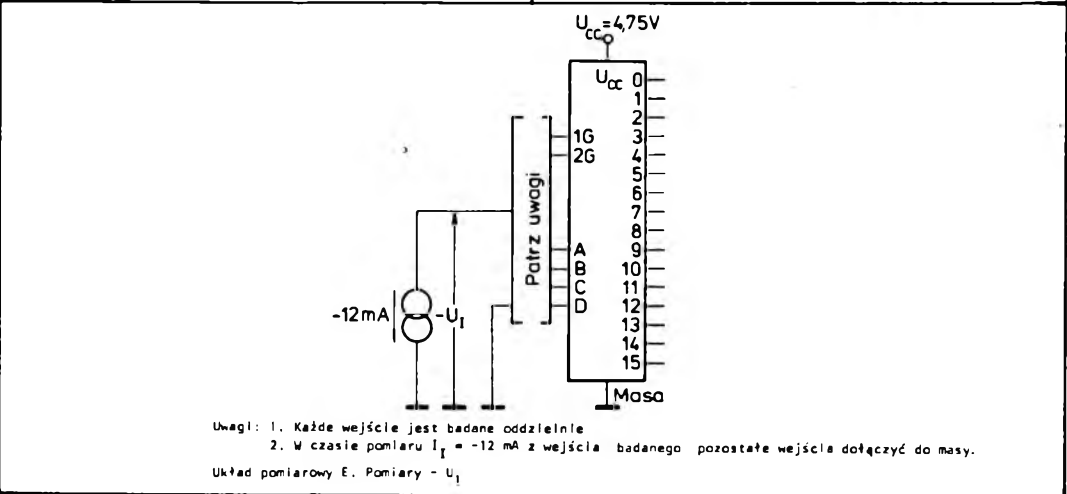 U_CC=4,75V
U_CC 0
1
2
1G 3
2G 4
5
6
7
8
A 9
B 10
C 11
D 12
13
14
15
Patrz uwagi
-12mA
-U_I
Masa
Uwagi: 1. Każde wejście jest badane oddzielnie
2. W czasie pomiaru I_I = -12 mA z wejścia badanego pozostałe wejścia dołączyć do masy.
Układ pomiarowy E. Pomiary - U_I